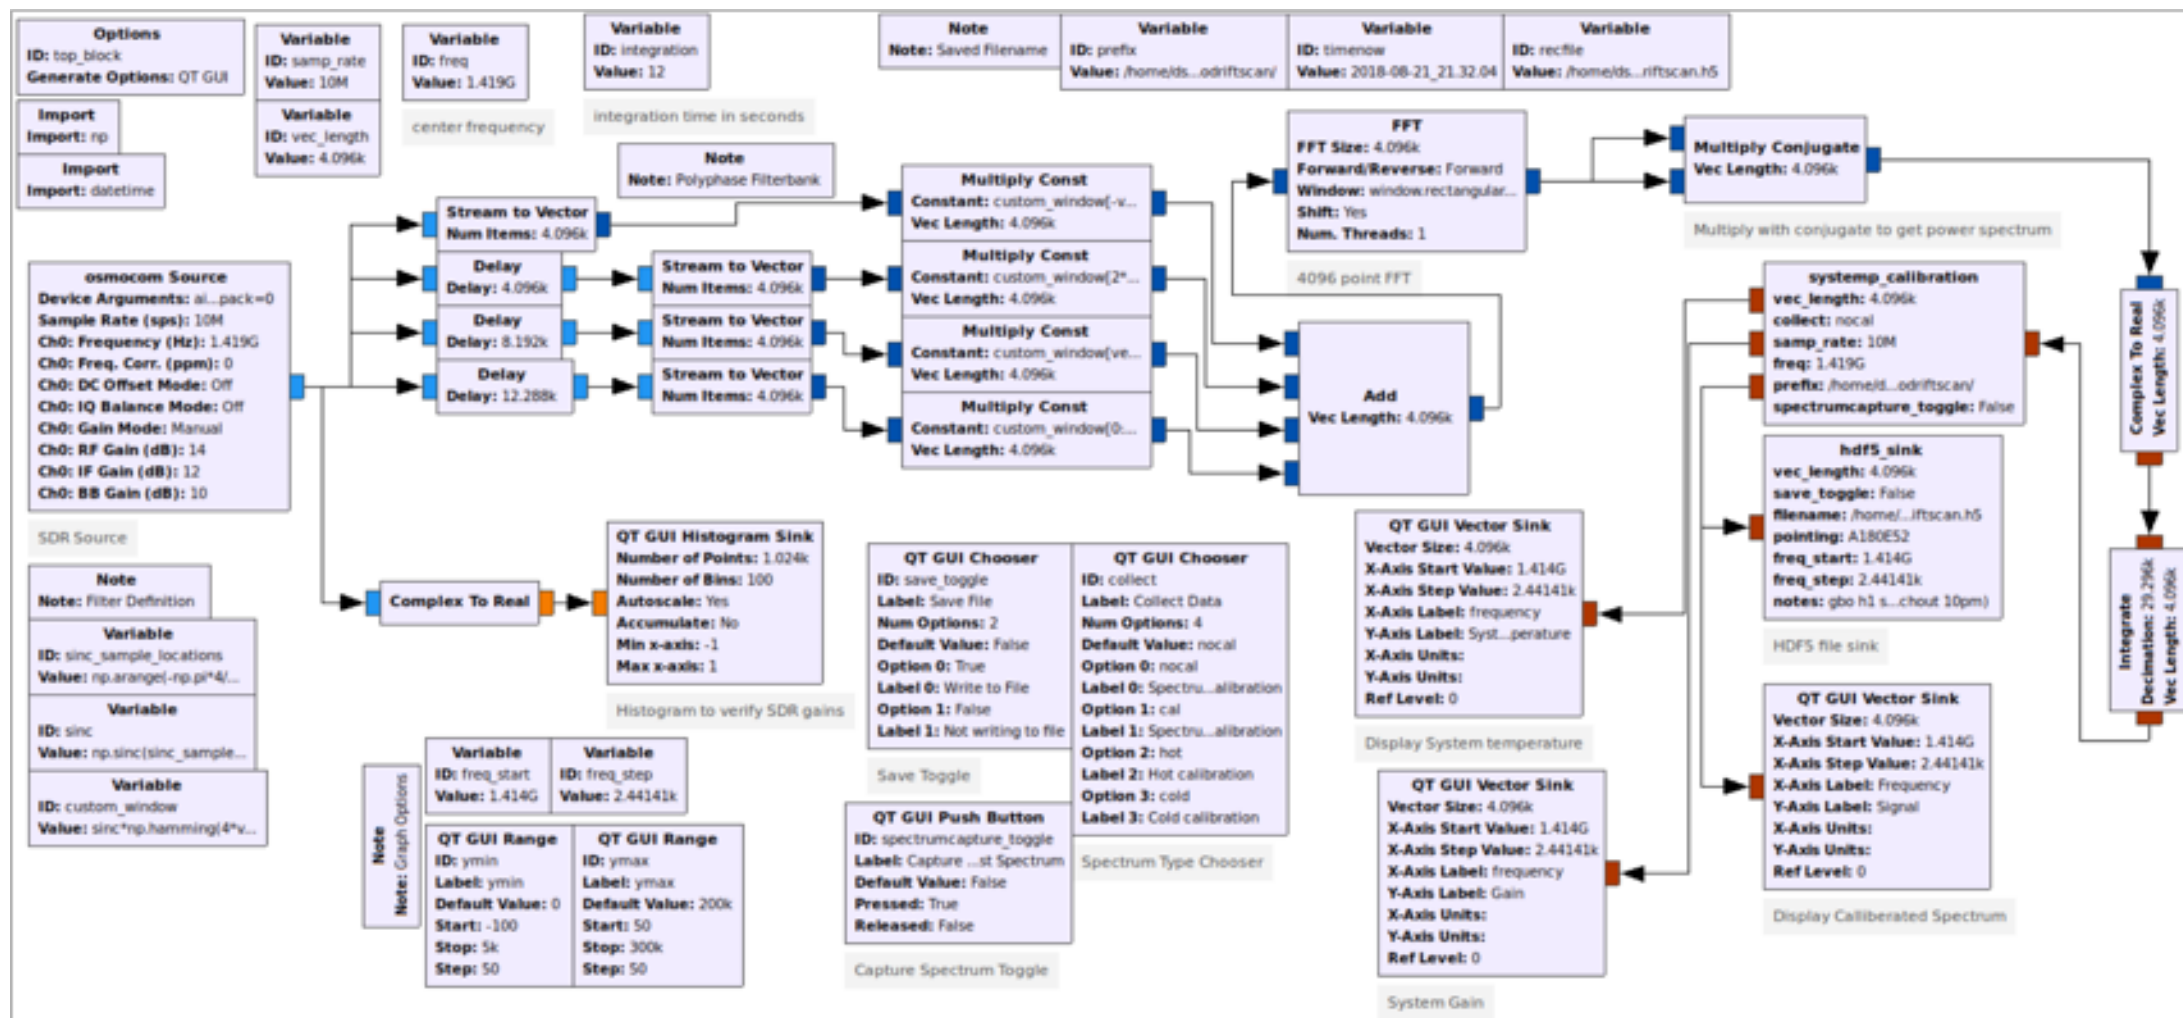 Options
ID: top_block
Generate Options: QT GUI
Import
Import: np
Import
Import: datetime
Variable
ID: samp_rate
Value: 10M
Variable
ID: vec_length
Value: 4.096k
Variable
ID: freq
Value: 1.419G
center frequency
Variable
ID: integration
Value: 12
integration time in seconds
Note
Note: Saved Filename
Variable
ID: prefix
Value: /home/ds...odriftscan/
Variable
ID: timenow
Value: 2018-08-21_21.32.04
Variable
ID: recfile
Value: /home/ds...riftscan.h5
Note
Note: Polyphase Filterbank
osmocom Source
Device Arguments: ai...pack=0
Sample Rate (sps): 10M
Ch0: Frequency (Hz): 1.419G
Ch0: Freq. Corr. (ppm): 0
Ch0: DC Offset Mode: Off
Ch0: IQ Balance Mode: Off
Ch0: Gain Mode: Manual
Ch0: RF Gain (dB): 14
Ch0: IF Gain (dB): 12
Ch0: BB Gain (dB): 10
SDR Source
Stream to Vector
Num Items: 4.096k
Delay
Delay: 4.096k
Delay
Delay: 8.192k
Delay
Delay: 12.288k
Stream to Vector
Num Items: 4.096k
Stream to Vector
Num Items: 4.096k
Stream to Vector
Num Items: 4.096k
Multiply Const
Constant: custom_window[-v...
Vec Length: 4.096k
Multiply Const
Constant: custom_window[2*...
Vec Length: 4.096k
Multiply Const
Constant: custom_window[ve...
Vec Length: 4.096k
Multiply Const
Constant: custom_window[0:...
Vec Length: 4.096k
FFT
FFT Size: 4.096k
Forward/Reverse: Forward
Window: window.rectangular...
Shift: Yes
Num. Threads: 1
4096 point FFT
Add
Vec Length: 4.096k
Multiply Conjugate
Vec Length: 4.096k
Multiply with conjugate to get power spectrum
Complex To Real
Vec Length: 4.096k
Integrate
Decimation: 29.296k
Vec Length: 4.096k
systemp_calibration
vec_length: 4.096k
collect: nocal
samp_rate: 10M
freq: 1.419G
prefix: /home/d...odriftscan/
spectrumcapture_toggle: False
hdf5_sink
vec_length: 4.096k
save_toggle: False
filename: /home/...iftscan.h5
pointing: A180E52
freq_start: 1.414G
freq_step: 2.44141k
notes: gbo h1 s...chout 10pm)
HDF5 file sink
QT GUI Vector Sink
Vector Size: 4.096k
X-Axis Start Value: 1.414G
X-Axis Step Value: 2.44141k
X-Axis Label: Frequency
Y-Axis Label: Signal
X-Axis Units:
Y-Axis Units:
Ref Level: 0
Display Calliberated Spectrum
QT GUI Vector Sink
Vector Size: 4.096k
X-Axis Start Value: 1.414G
X-Axis Step Value: 2.44141k
X-Axis Label: frequency
Y-Axis Label: Syst...perature
X-Axis Units:
Y-Axis Units:
Ref Level: 0
Display System temperature
QT GUI Vector Sink
Vector Size: 4.096k
X-Axis Start Value: 1.414G
X-Axis Step Value: 2.44141k
X-Axis Label: frequency
Y-Axis Label: Gain
X-Axis Units:
Y-Axis Units:
Ref Level: 0
System Gain
Complex To Real
QT GUI Histogram Sink
Number of Points: 1.024k
Number of Bins: 100
Autoscale: Yes
Accumulate: No
Min x-axis: -1
Max x-axis: 1
Histogram to verify SDR gains
Note
Note: Filter Definition
Variable
ID: sinc_sample_locations
Value: np.arange(-np.pi*4/...
Variable
ID: sinc
Value: np.sinc(sinc_sample...
Variable
ID: custom_window
Value: sinc*np.hamming(4*v...
Note
Note: Graph Options
Variable
ID: freq_start
Value: 1.414G
Variable
ID: freq_step
Value: 2.44141k
QT GUI Range
ID: ymin
Label: ymin
Default Value: 0
Start: -100
Stop: 5k
Step: 50
QT GUI Range
ID: ymax
Label: ymax
Default Value: 200k
Start: 50
Stop: 300k
Step: 50
QT GUI Chooser
ID: save_toggle
Label: Save File
Num Options: 2
Default Value: False
Option 0: True
Label 0: Write to File
Option 1: False
Label 1: Not writing to file
Save Toggle
QT GUI Chooser
ID: collect
Label: Collect Data
Num Options: 4
Default Value: nocal
Option 0: nocal
Label 0: Spectru...alibration
Option 1: cal
Label 1: Spectru...alibration
Option 2: hot
Label 2: Hot calibration
Option 3: cold
Label 3: Cold calibration
Spectrum Type Chooser
QT GUI Push Button
ID: spectrumcapture_toggle
Label: Capture ...st Spectrum
Default Value: False
Pressed: True
Released: False
Capture Spectrum Toggle